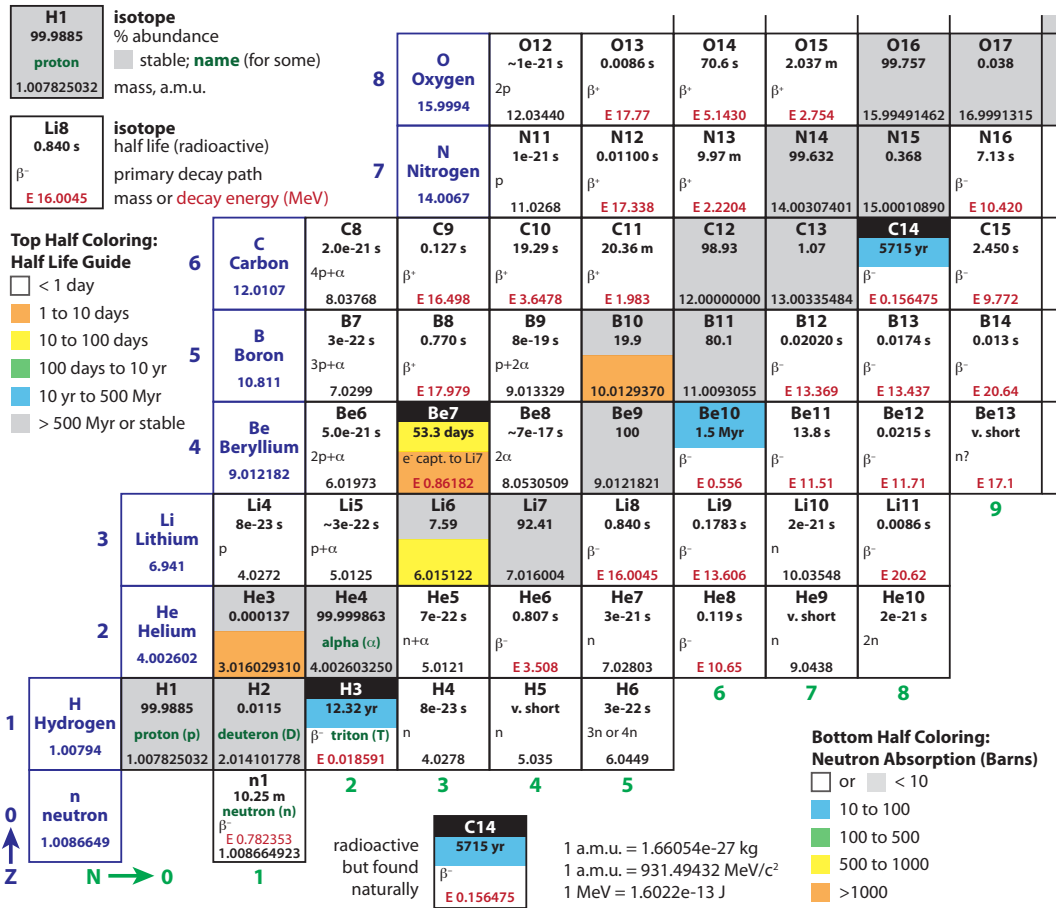 H1
99.9885
proton
1.007825032
isotope
% abundance
stable; name (for some)
mass, a.m.u.
Li8
0.840 s
β⁻
E 16.0045
isotope
half life (radioactive)
primary decay path
mass or decay energy (MeV)
Top Half Coloring:
Half Life Guide
< 1 day
1 to 10 days
10 to 100 days
100 days to 10 yr
10 yr to 500 Myr
> 500 Myr or stable
8
O
Oxygen
15.9994
O12
~1e-21 s
2p
12.03440
O13
0.0086 s
β⁺
E 17.77
O14
70.6 s
β⁺
E 5.1430
O15
2.037 m
β⁺
E 2.754
O16
99.757
15.99491462
O17
0.038
16.9991315
7
N
Nitrogen
14.0067
N11
1e-21 s
p
11.0268
N12
0.01100 s
β⁺
E 17.338
N13
9.97 m
β⁺
E 2.2204
N14
99.632
14.00307401
N15
0.368
15.00010890
N16
7.13 s
β⁻
E 10.420
6
C
Carbon
12.0107
C8
2.0e-21 s
4p+α
8.03768
C9
0.127 s
β⁺
E 16.498
C10
19.29 s
β⁺
E 3.6478
C11
20.36 m
β⁺
E 1.983
C12
98.93
12.00000000
C13
1.07
13.00335484
C14
5715 yr
β⁻
E 0.156475
C15
2.450 s
β⁻
E 9.772
5
B
Boron
10.811
B7
3e-22 s
3p+α
7.0299
B8
0.770 s
β⁺
E 17.979
B9
8e-19 s
p+2α
9.013329
B10
19.9
10.0129370
B11
80.1
11.0093055
B12
0.02020 s
β⁻
E 13.369
B13
0.0174 s
β⁻
E 13.437
B14
0.013 s
β⁻
E 20.64
4
Be
Beryllium
9.012182
Be6
5.0e-21 s
2p+α
6.01973
Be7
53.3 days
e⁻ capt. to Li7
E 0.86182
Be8
~7e-17 s
2α
8.0530509
Be9
100
9.0121821
Be10
1.5 Myr
β⁻
E 0.556
Be11
13.8 s
β⁻
E 11.51
Be12
0.0215 s
β⁻
E 11.71
Be13
v. short
n?
E 17.1
9
3
Li
Lithium
6.941
Li4
8e-23 s
p
4.0272
Li5
~3e-22 s
p+α
5.0125
Li6
7.59
6.015122
Li7
92.41
7.016004
Li8
0.840 s
β⁻
E 16.0045
Li9
0.1783 s
β⁻
E 13.606
Li10
2e-21 s
n
10.03548
Li11
0.0086 s
β⁻
E 20.62
2
He
Helium
4.002602
He3
0.000137
3.016029310
He4
99.999863
alpha (α)
4.002603250
He5
7e-22 s
n+α
5.0121
He6
0.807 s
β⁻
E 3.508
He7
3e-21 s
n
7.02803
He8
0.119 s
β⁻
E 10.65
He9
v. short
n
9.0438
He10
2e-21 s
2n
6
7
8
1
H
Hydrogen
1.00794
H1
99.9885
proton (p)
1.007825032
H2
0.0115
deuteron (D)
2.014101778
H3
12.32 yr
β⁻ triton (T)
E 0.018591
H4
8e-23 s
n
4.0278
H5
v. short
n
5.035
H6
3e-22 s
3n or 4n
6.0449
2
3
4
5
0
n
neutron
1.0086649
n1
10.25 m
neutron (n)
β⁻
E 0.782353
1.008664923
Z
N
0
1
radioactive
but found
naturally
C14
5715 yr
β⁻
E 0.156475
1 a.m.u. = 1.66054e-27 kg
1 a.m.u. = 931.49432 MeV/c²
1 MeV = 1.6022e-13 J
Bottom Half Coloring:
Neutron Absorption (Barns)
or < 10
10 to 100
100 to 500
500 to 1000
>1000